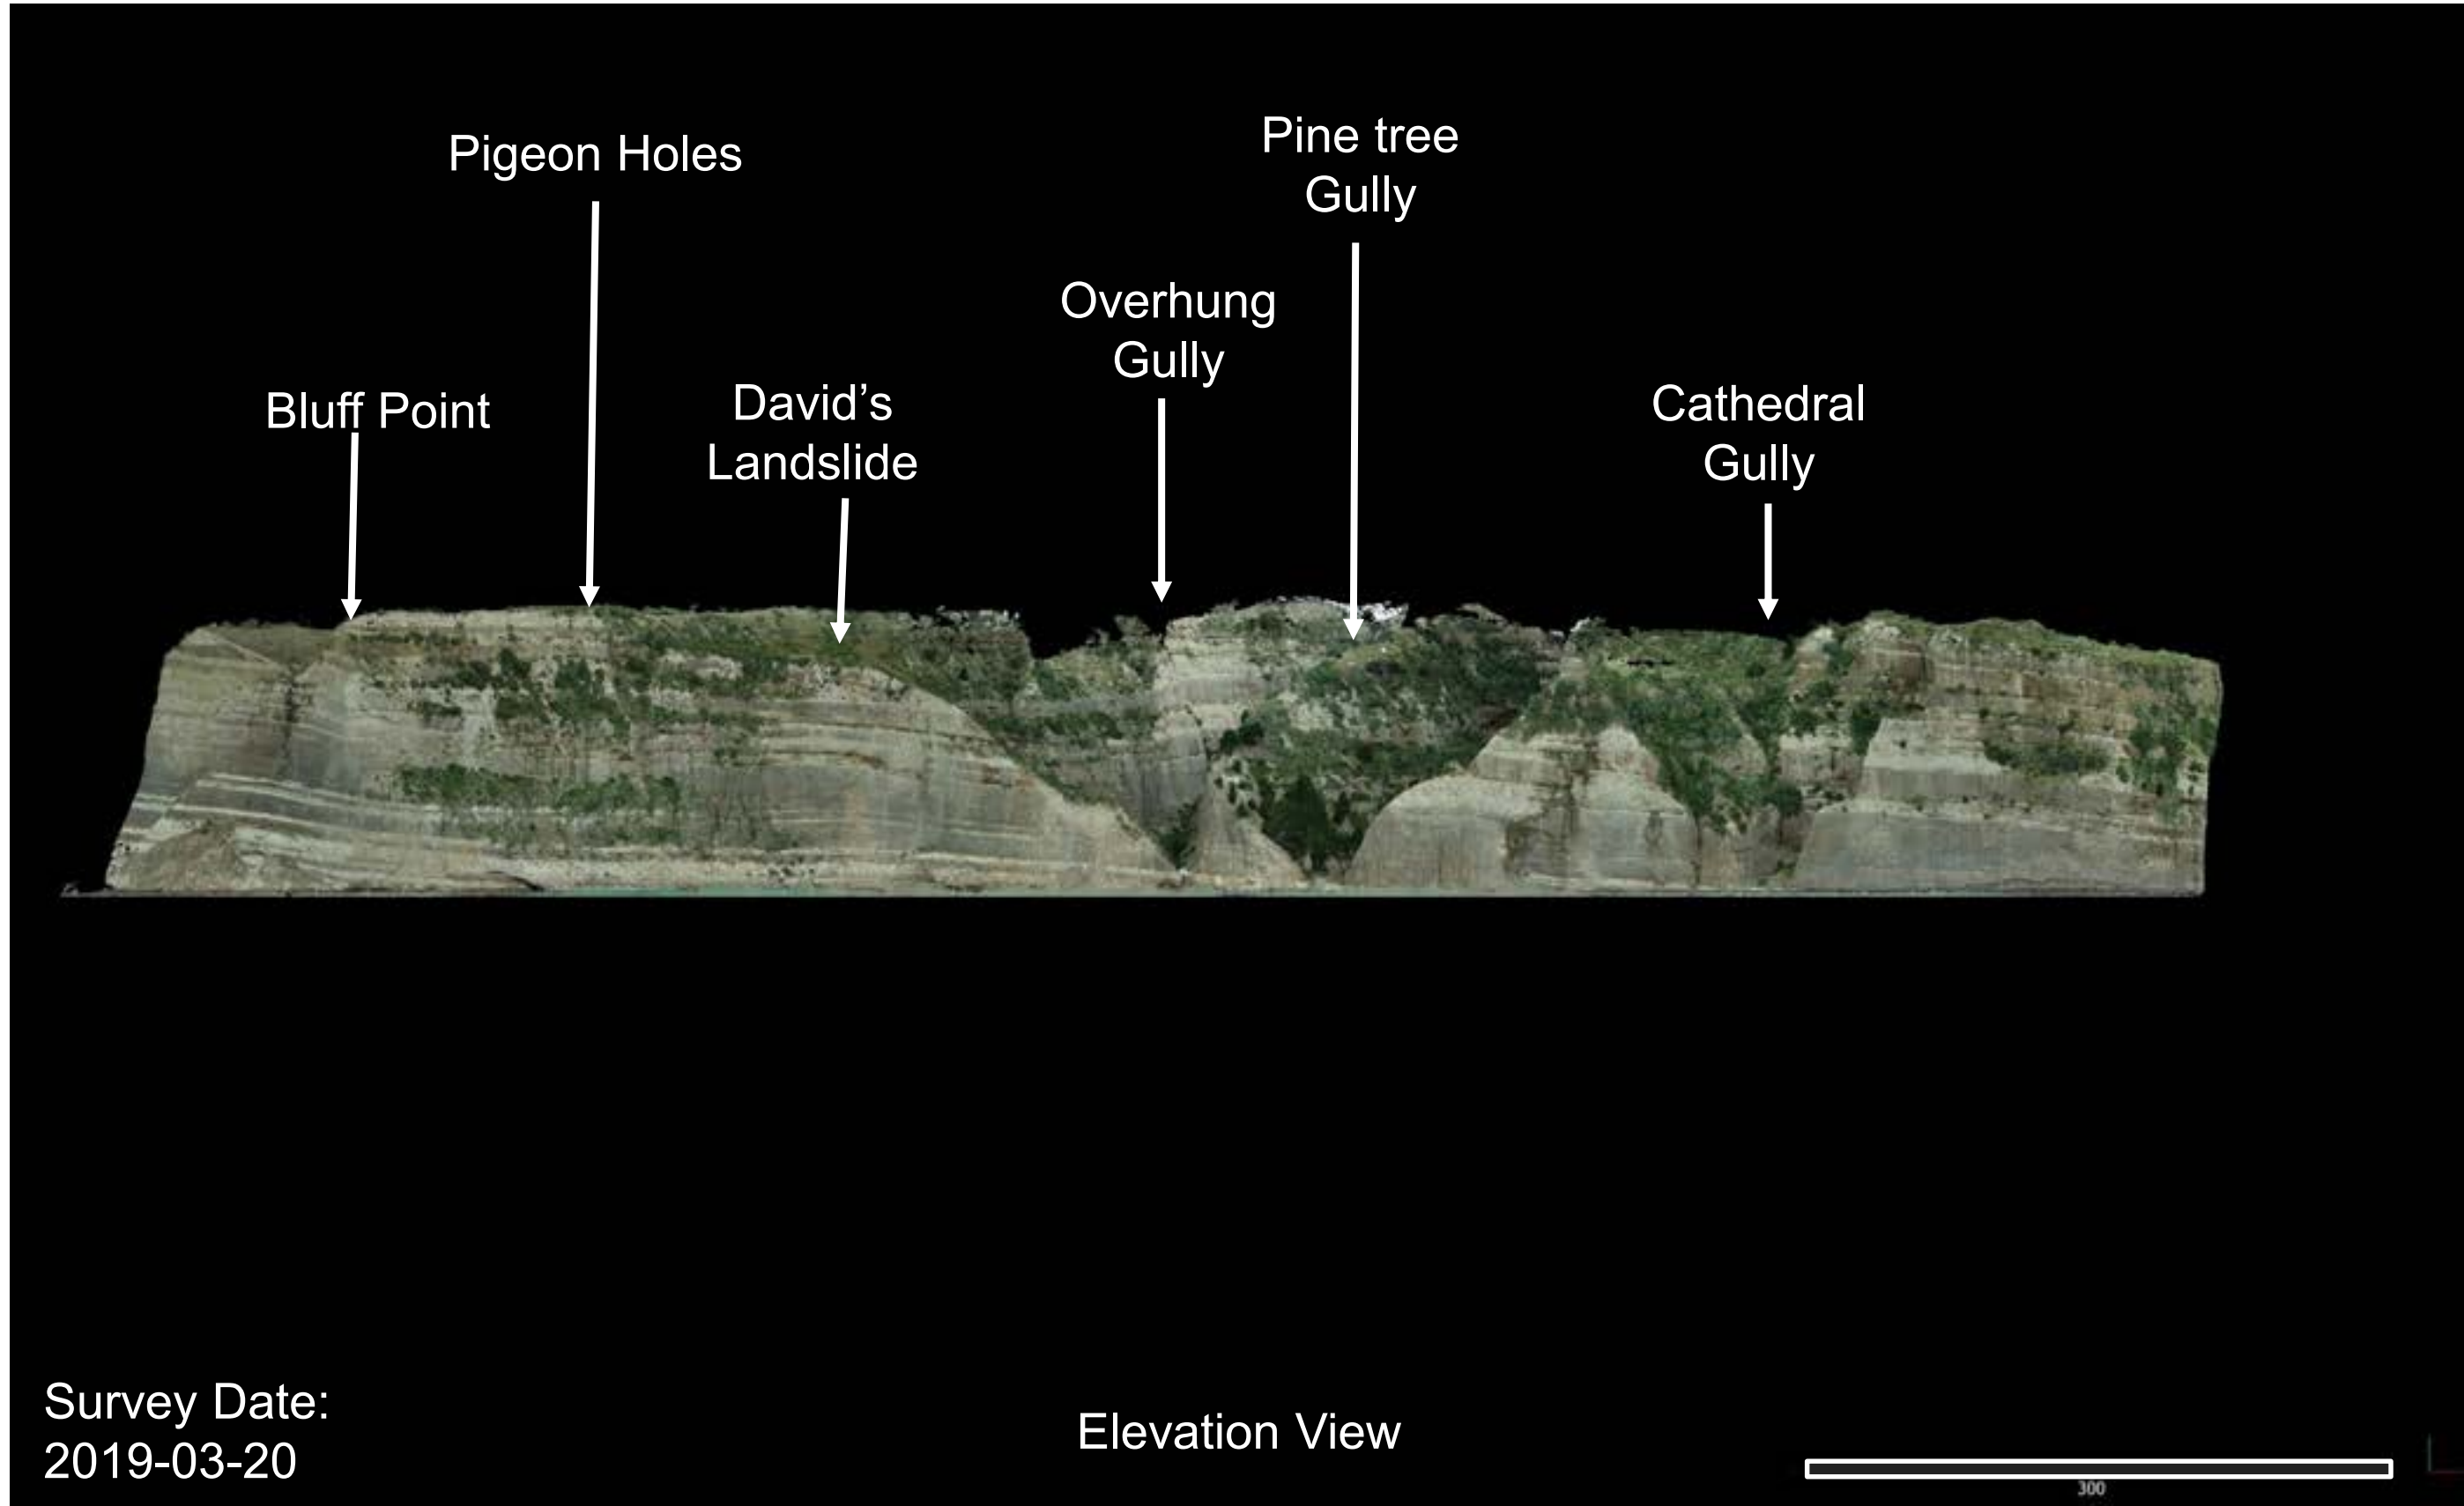 Pigeon Holes
Pine tree
Gully
Overhung
Gully
Bluff Point
David’s
Landslide
Cathedral
Gully
Survey Date:
2019-03-20
Elevation View
300